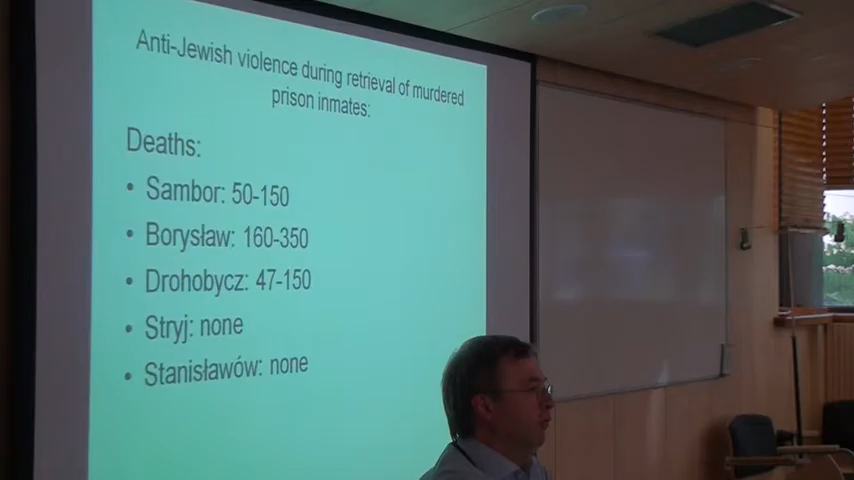 Anti-Jewish violence during retrieval of murdered
prison inmates:
Deaths:
• Sambor: 50-150
• Borysław: 160-350
• Drohobycz: 47-150
• Stryj: none
• Stanisławów: none